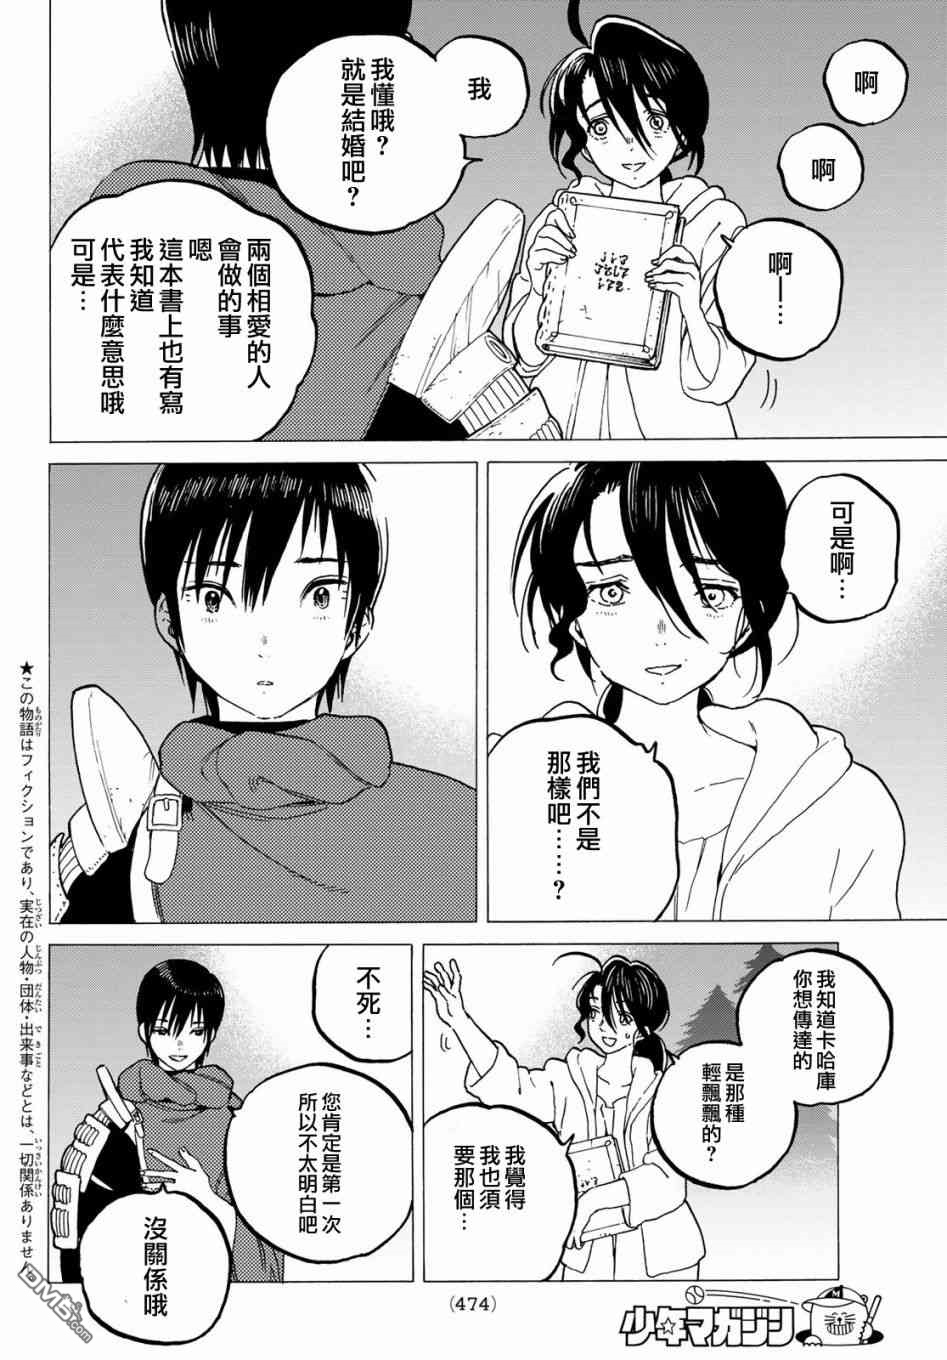 啊
啊
啊——……
我
我懂哦？
就是結婚吧？
兩個相愛的人
會做的事
嗯
這本書上也有寫
我知道
代表什麼意思哦
可是…
可是啊…
我們不是
那樣吧……？
我知道卡哈庫
你想傳達的
是那種
輕飄飄的？
我覺得
我也須
要那個…
不死…
您肯定是第一次
所以不太明白吧
沒關係哦
★この物語はフィクションであり、実在の人物・団体・出来事などとは、一切関係ありません
(474)
少年マガジン